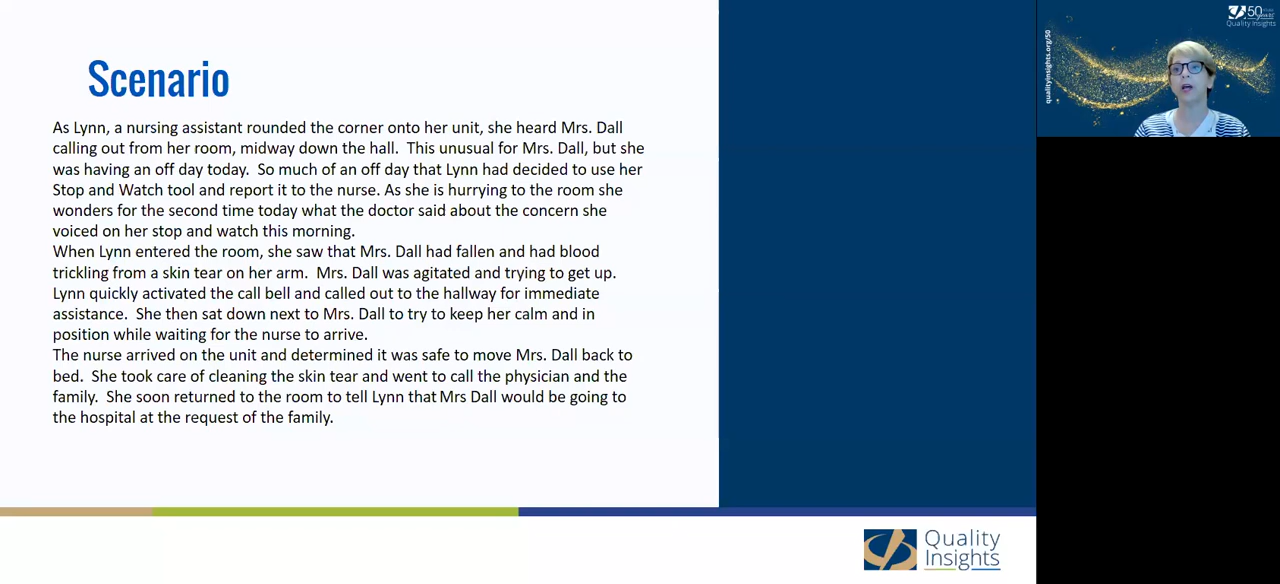 Scenario
As Lynn, a nursing assistant rounded the corner onto her unit, she heard Mrs. Dall
calling out from her room, midway down the hall.  This unusual for Mrs. Dall, but she
was having an off day today.  So much of an off day that Lynn had decided to use her
Stop and Watch tool and report it to the nurse. As she is hurrying to the room she
wonders for the second time today what the doctor said about the concern she
voiced on her stop and watch this morning.
When Lynn entered the room, she saw that Mrs. Dall had fallen and had blood
trickling from a skin tear on her arm.  Mrs. Dall was agitated and trying to get up.
Lynn quickly activated the call bell and called out to the hallway for immediate
assistance.  She then sat down next to Mrs. Dall to try to keep her calm and in
position while waiting for the nurse to arrive.
The nurse arrived on the unit and determined it was safe to move Mrs. Dall back to
bed.  She took care of cleaning the skin tear and went to call the physician and the
family.  She soon returned to the room to tell Lynn that Mrs Dall would be going to
the hospital at the request of the family.
Quality
Insights
50
Quality Insights
qualityinsights.org/50